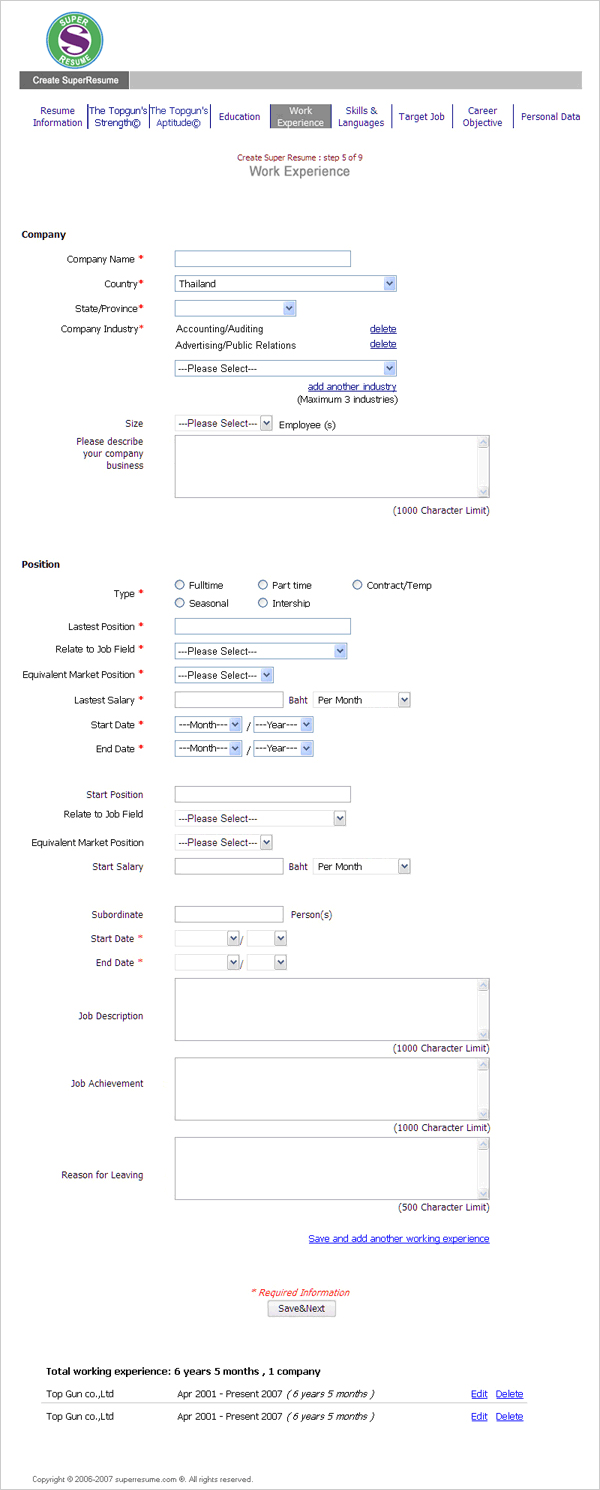 SUPER
S
RESUME
Create SuperResume
Resume Information
The Topgun's Strength©
The Topgun's Aptitude©
Education
Work Experience
Skills & Languages
Target Job
Career Objective
Personal Data
Create Super Resume : step 5 of 9
Work Experience
Company
Company Name *
Country* Thailand
State/Province*
Company Industry* Accounting/Auditing delete
Advertising/Public Relations delete
---Please Select---
add another industry
(Maximum 3 industries)
Size ---Please Select--- Employee (s)
Please describe
your company
business
(1000 Character Limit)
Position
Type * Fulltime Part time Contract/Temp
Seasonal Intership
Lastest Position *
Relate to Job Field * ---Please Select---
Equivalent Market Position * ---Please Select---
Lastest Salary * Baht Per Month
Start Date * ---Month--- / ---Year---
End Date * ---Month--- / ---Year---
Start Position
Relate to Job Field ---Please Select---
Equivalent Market Position ---Please Select---
Start Salary Baht Per Month
Subordinate Person(s)
Start Date * /
End Date * /
Job Description
(1000 Character Limit)
Job Achievement
(1000 Character Limit)
Reason for Leaving
(500 Character Limit)
Save and add another working experience
* Required Information
Save&Next
Total working experience: 6 years 5 months , 1 company
Top Gun co.,Ltd Apr 2001 - Present 2007 ( 6 years 5 months ) Edit Delete
Top Gun co.,Ltd Apr 2001 - Present 2007 ( 6 years 5 months ) Edit Delete
Copyright © 2006-2007 superresume.com ®. All rights reserved.